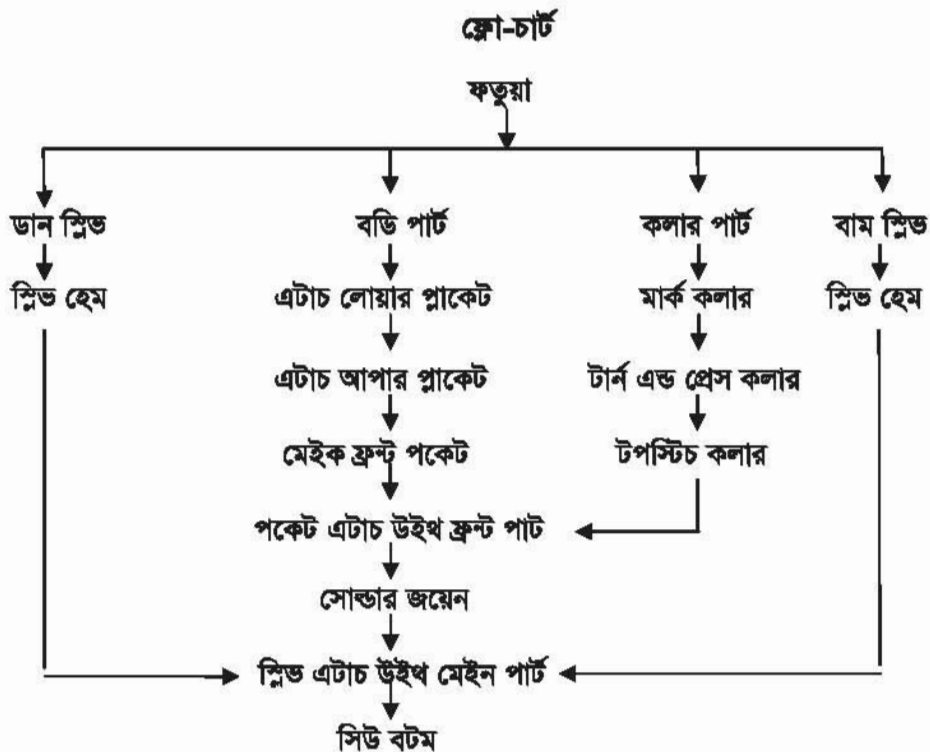 ফ্লো-চার্ট
ফতুয়া
ডান স্লিভ বডি পার্ট কলার পার্ট বাম স্লিভ
স্লিভ হেম এটাচ লোয়ার প্লাকেট মার্ক কলার স্লিভ হেম
এটাচ আপার প্লাকেট টার্ন এন্ড প্রেস কলার
মেইক ফ্রন্ট পকেট টপস্টিচ কলার
পকেট এটাচ উইথ ফ্রন্ট পাট
সোল্ডার জয়েন
স্লিভ এটাচ উইথ মেইন পার্ট
সিউ বটম